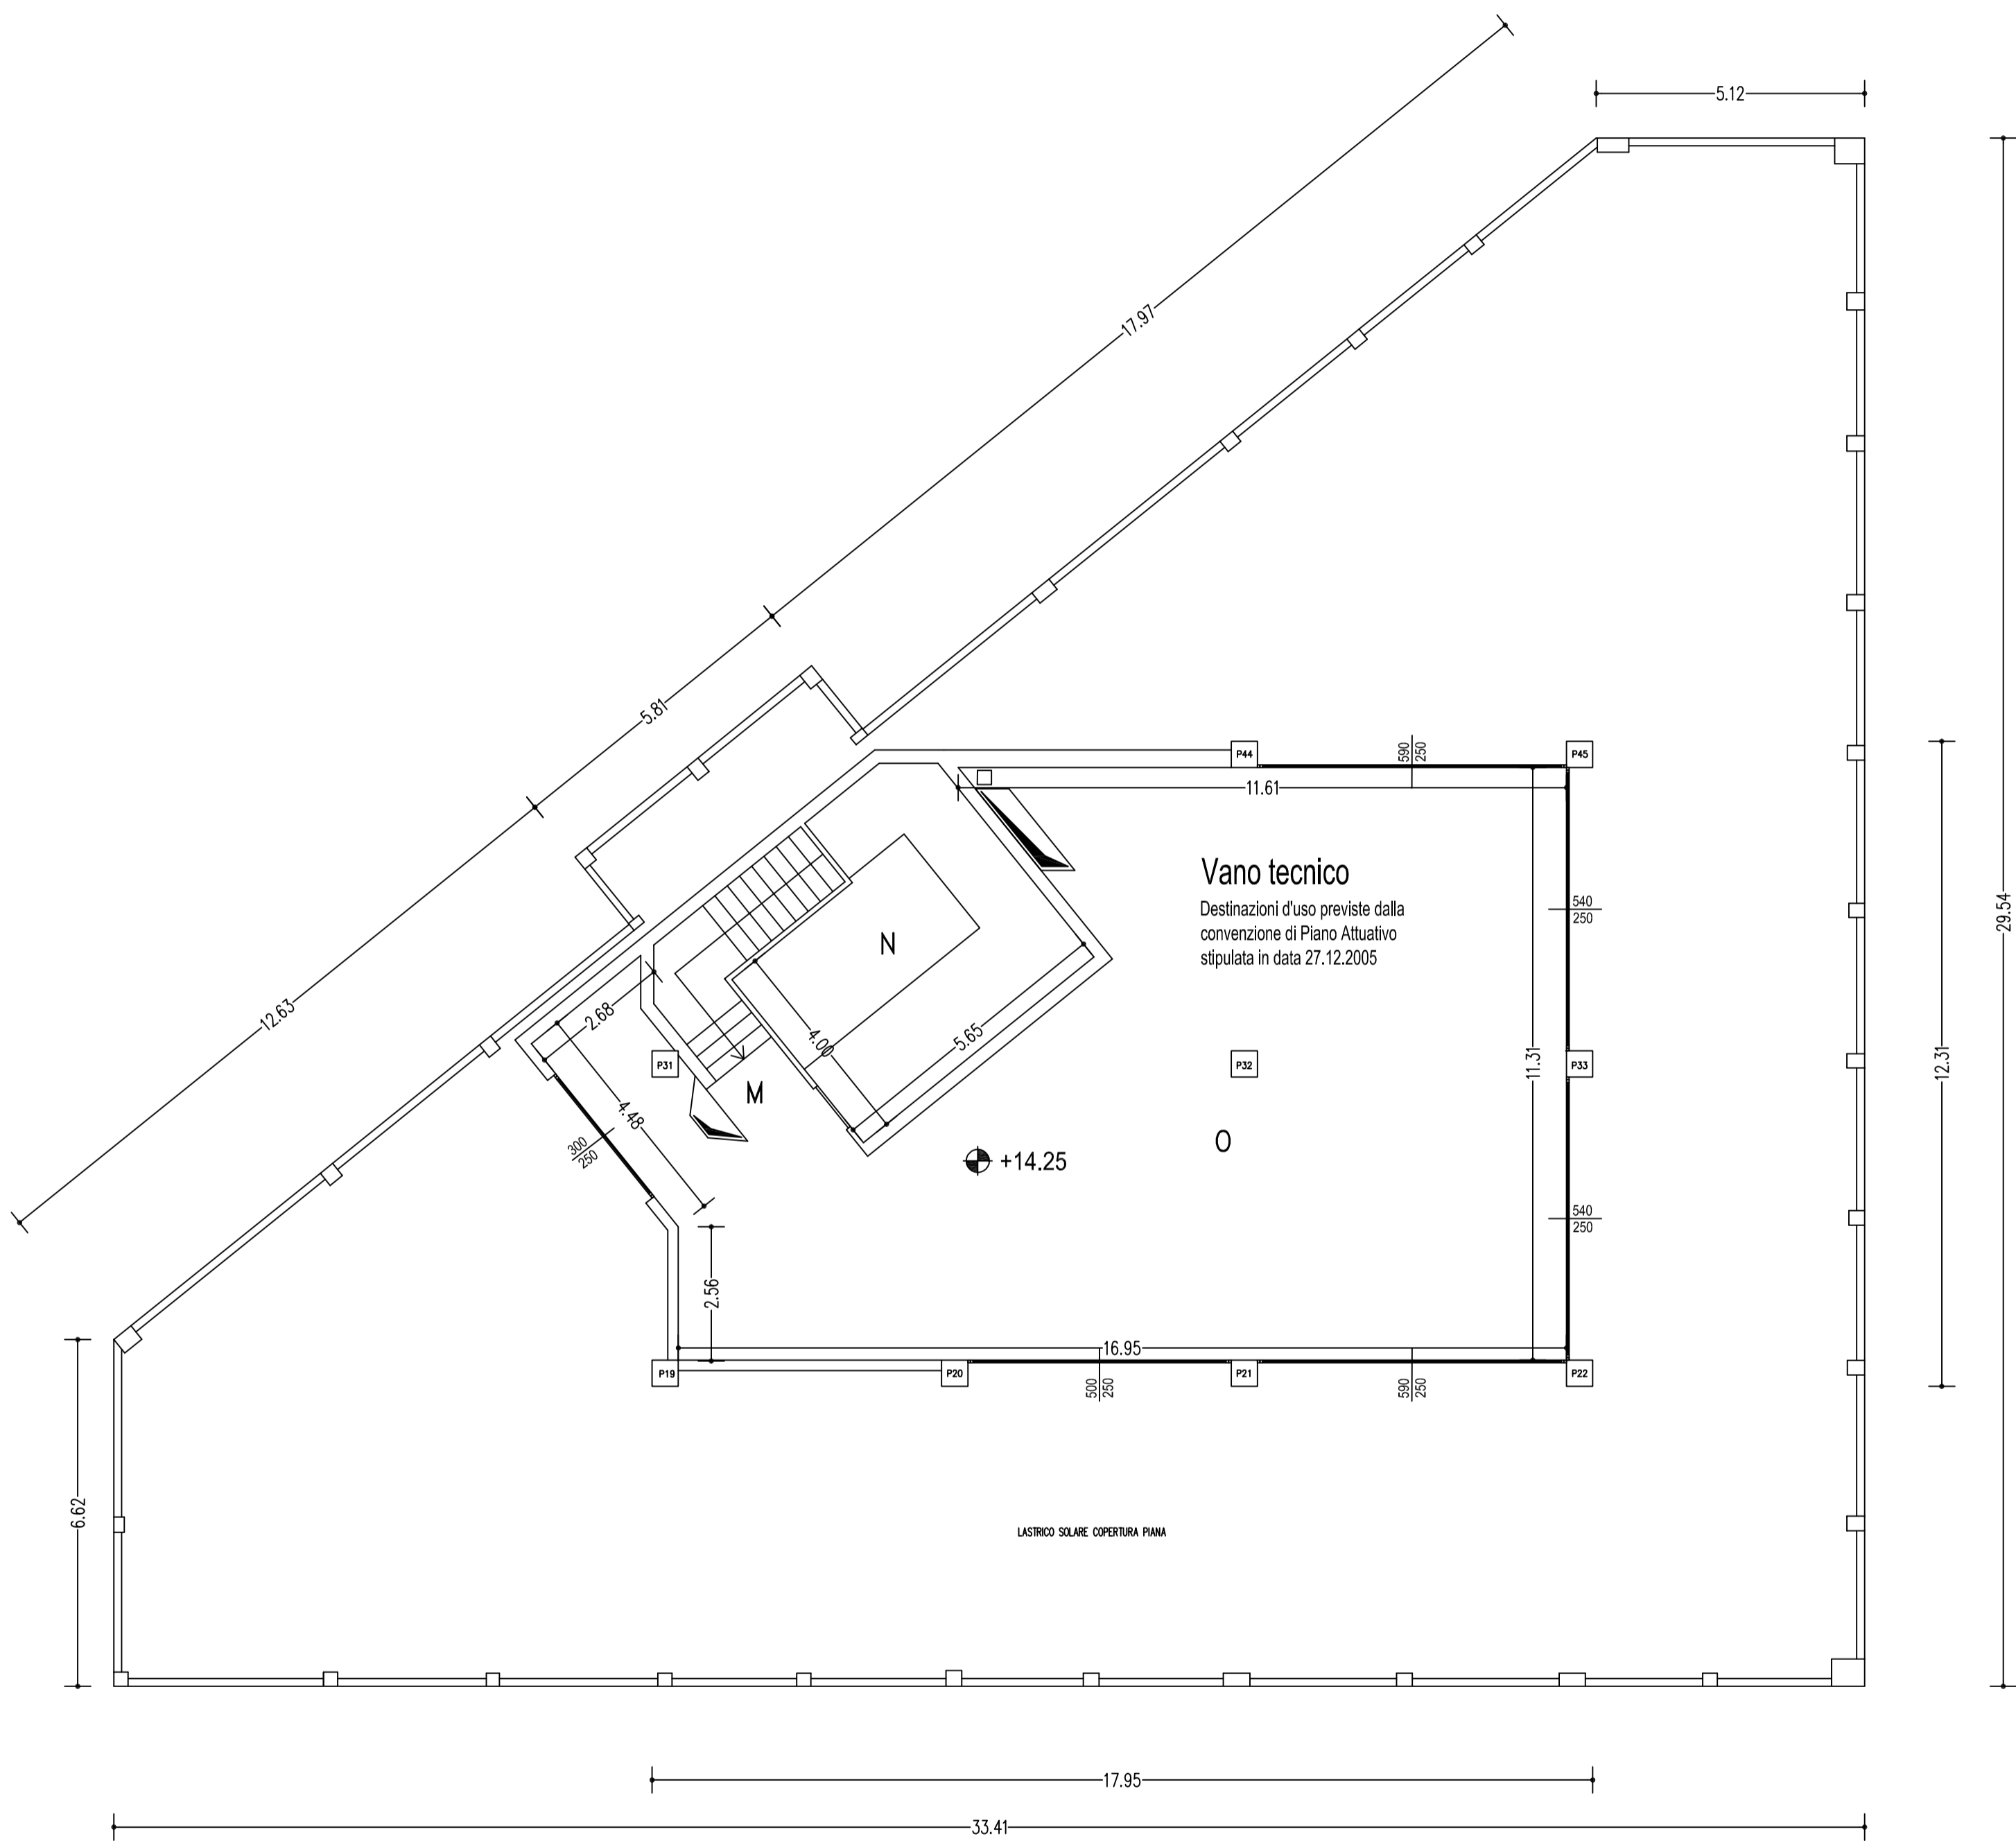 5.12
17.97
5.81
12.63
29.54
12.31
6.62
P44
590
250
P45
11.61
Vano tecnico
Destinazioni d'uso previste dalla
convenzione di Piano Attuativo
stipulata in data 27.12.2005
540
250
N
2.68
4.00
5.65
P31
P32
11.31
P33
M
4.48
300
250
O
+14.25
540
250
2.56
16.95
P19
P20
P21
P22
500
250
590
250
LASTRICO SOLARE COPERTURA PIANA
17.95
33.41